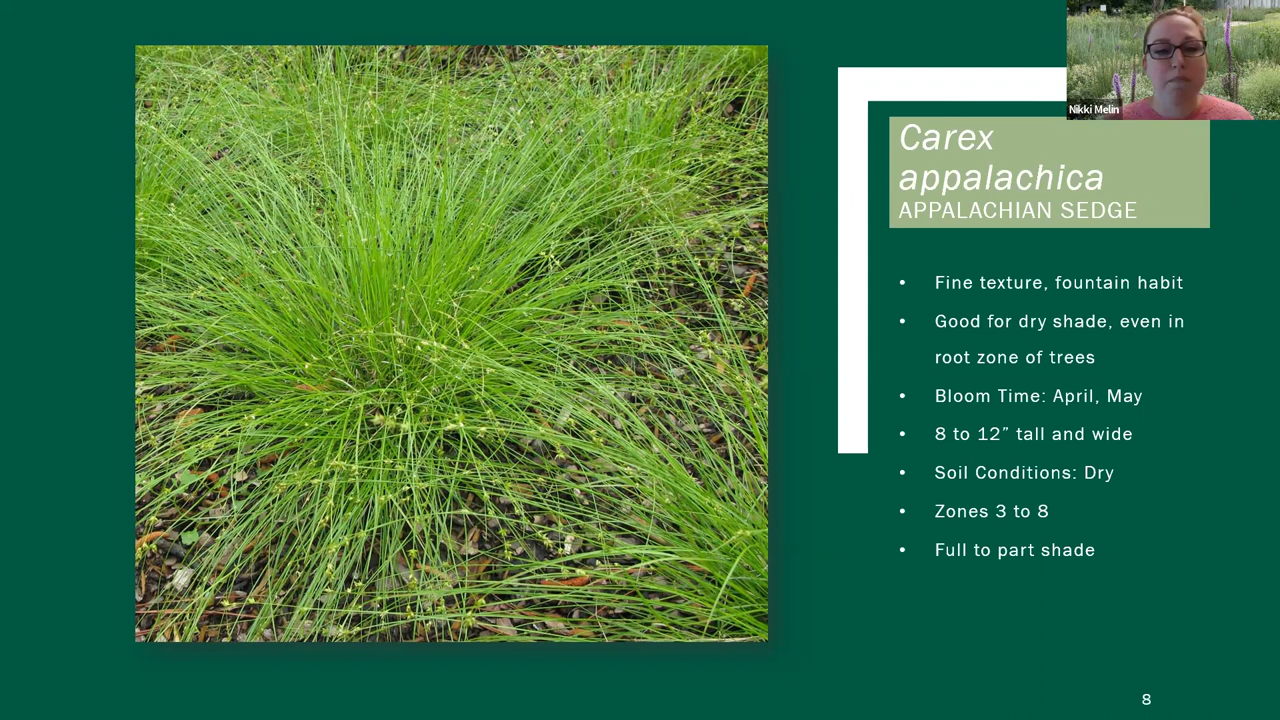 Nikki Melin
Carex
appalachica
APPALACHIAN SEDGE
• Fine texture, fountain habit
• Good for dry shade, even in
root zone of trees
• Bloom Time: April, May
• 8 to 12” tall and wide
• Soil Conditions: Dry
• Zones 3 to 8
• Full to part shade
8